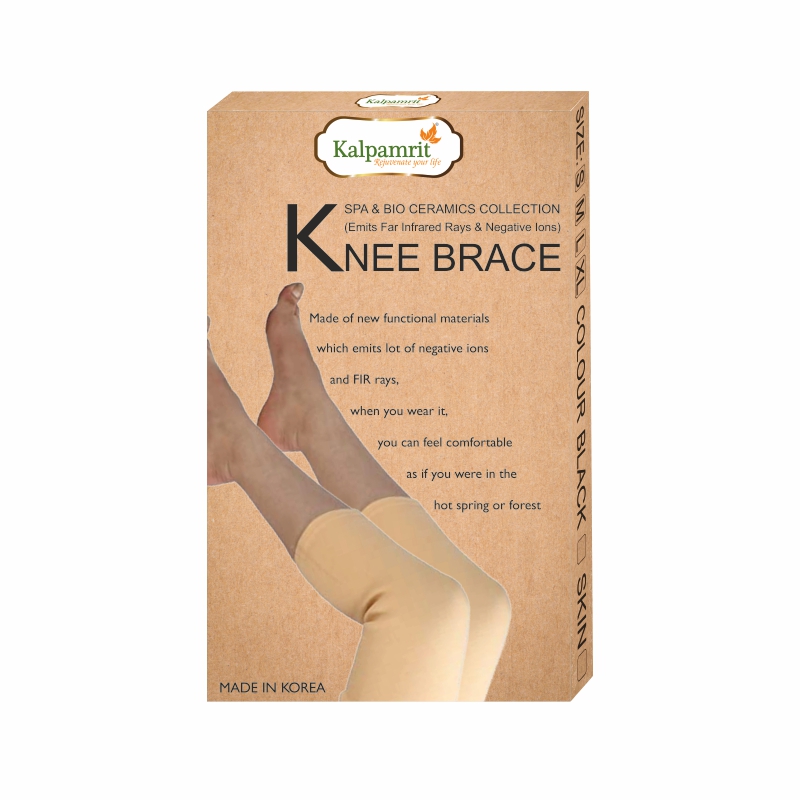 Kalpamrit
Kalpamrit®
Rejuvenate your life
SPA & BIO CERAMICS COLLECTION
(Emits Far Infrared Rays & Negative Ions)
KNEE BRACE
Made of new functional materials
which emits lot of negative ions
and FIR rays,
when you wear it,
you can feel comfortable
as if you were in the
hot spring or forest
MADE IN KOREA
SIZE: S M L XL COLOUR BLACK SKIN